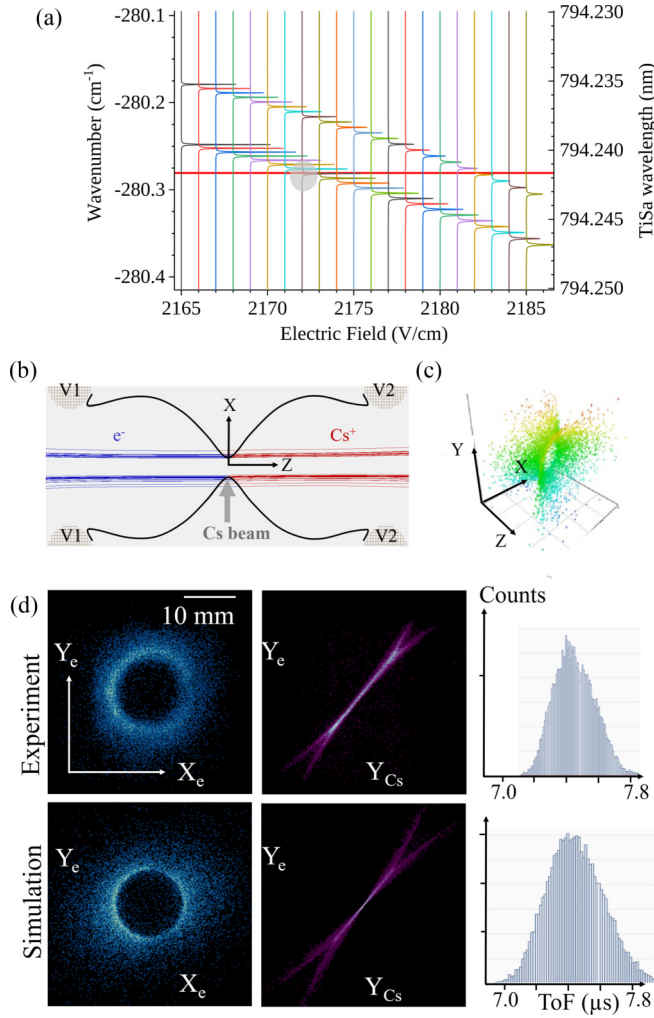 (a)
Wavenumber (cm⁻¹)
-280.1
-280.2
-280.3
-280.4
2165 2170 2175 2180 2185
Electric Field (V/cm)
794.230
794.235
794.240
794.245
794.250
TiSa wavelength (nm)
(b)
V1 V2
X
e⁻ Cs⁺
Z
V1 V2
Cs beam
(c)
Y
X
Z
(d)
10 mm
Counts
Experiment
Yₑ
Xₑ
Yₑ
Y_Cs
7.0 7.8
Simulation
Yₑ
Xₑ
Yₑ
Y_Cs
7.0 7.8
ToF (μs)